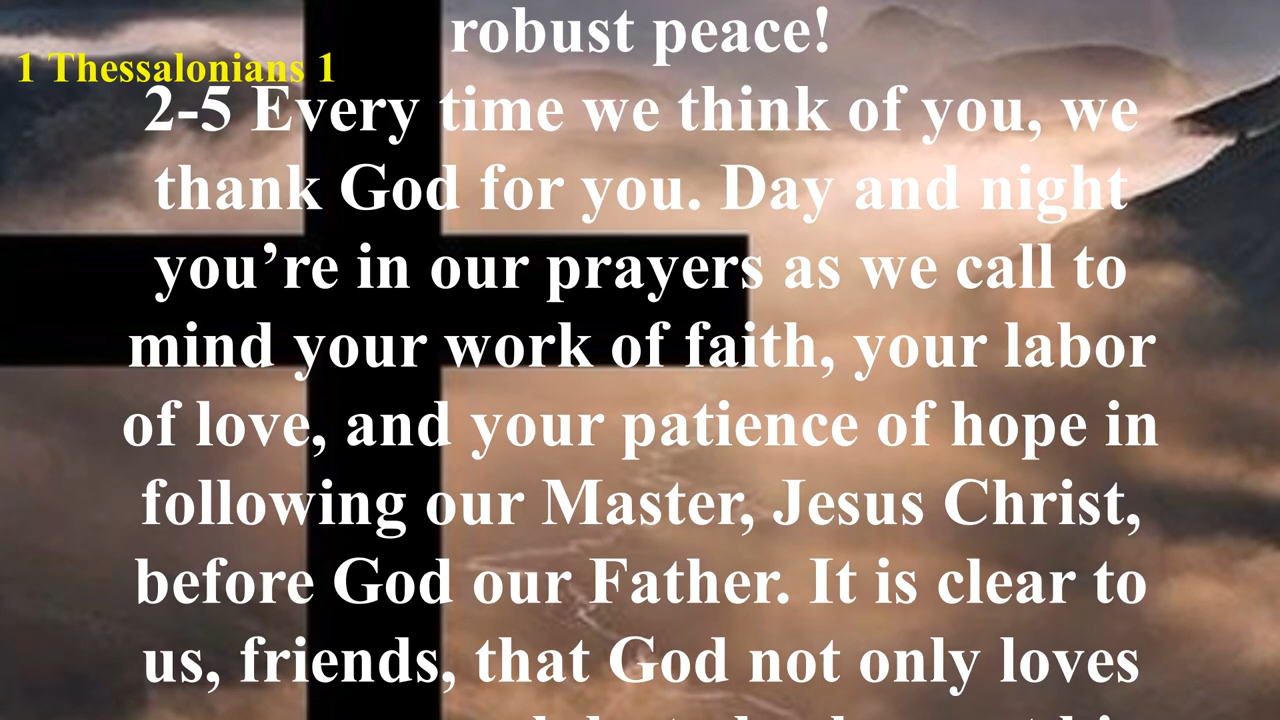 robust peace!
1 Thessalonians 1
2-5 Every time we think of you, we
thank God for you. Day and night
you’re in our prayers as we call to
mind your work of faith, your labor
of love, and your patience of hope in
following our Master, Jesus Christ,
before God our Father. It is clear to
us, friends, that God not only loves